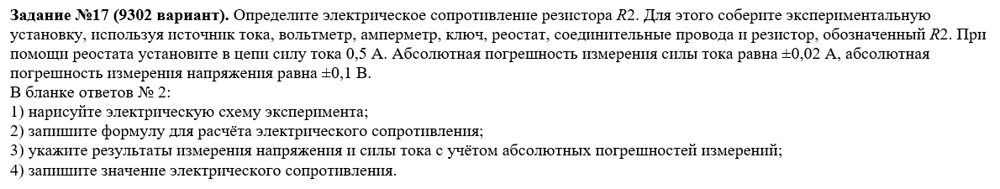 Задание №17 (9302 вариант). Определите электрическое сопротивление резистора R2. Для этого соберите экспериментальную
установку, используя источник тока, вольтметр, амперметр, ключ, реостат, соединительные провода и резистор, обозначенный R2. При
помощи реостата установите в цепи силу тока 0,5 А. Абсолютная погрешность измерения силы тока равна ±0,02 А, абсолютная
погрешность измерения напряжения равна ±0,1 В.
В бланке ответов № 2:
1) нарисуйте электрическую схему эксперимента;
2) запишите формулу для расчёта электрического сопротивления;
3) укажите результаты измерения напряжения и силы тока с учётом абсолютных погрешностей измерений;
4) запишите значение электрического сопротивления.